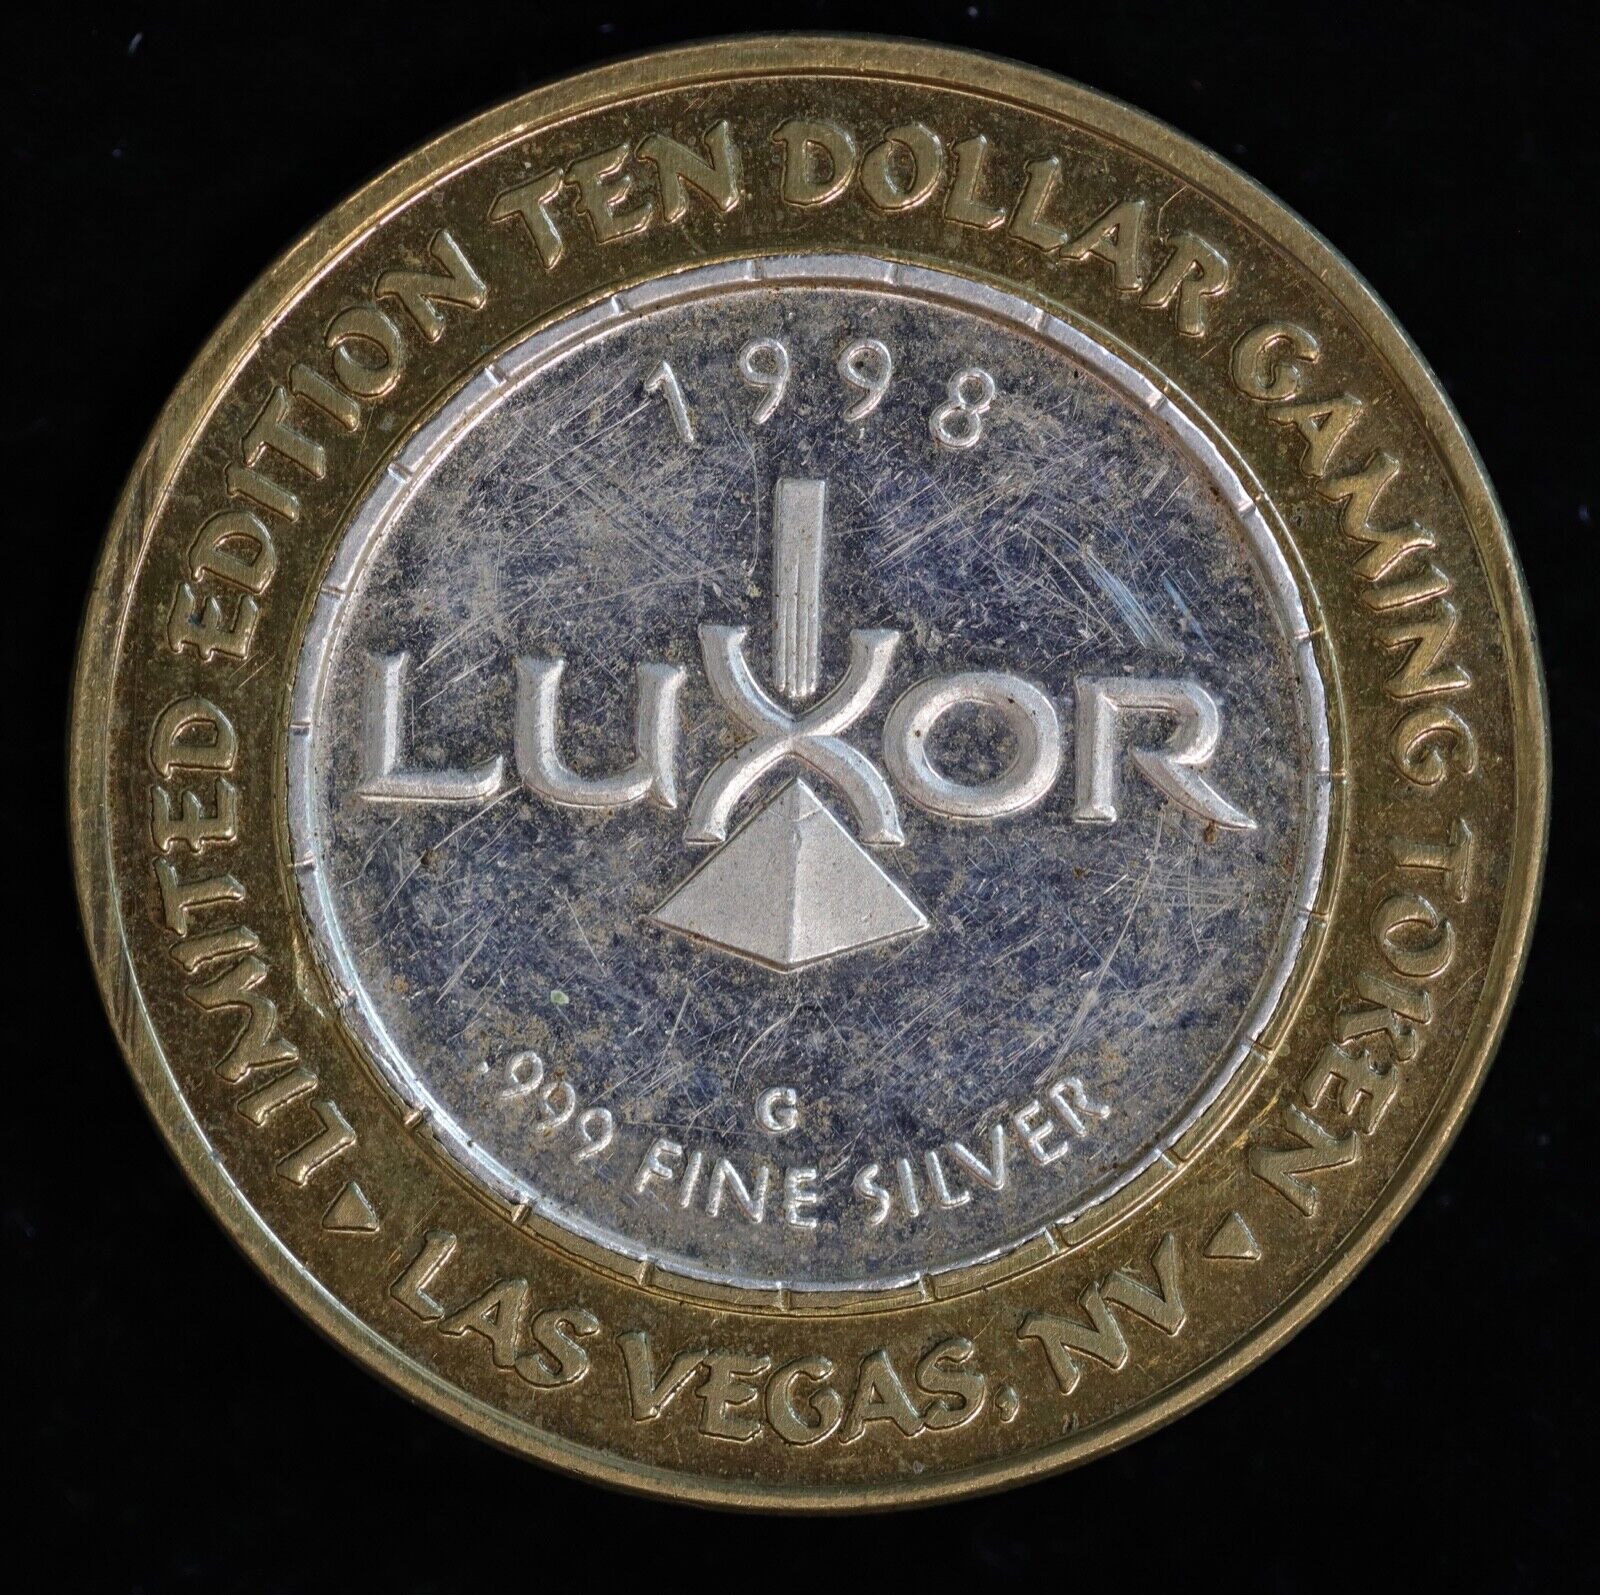 LIMITED EDITION TEN DOLLAR GAMING TOKEN
1998
LUXOR
G
.999 FINE SILVER
LAS VEGAS, NV